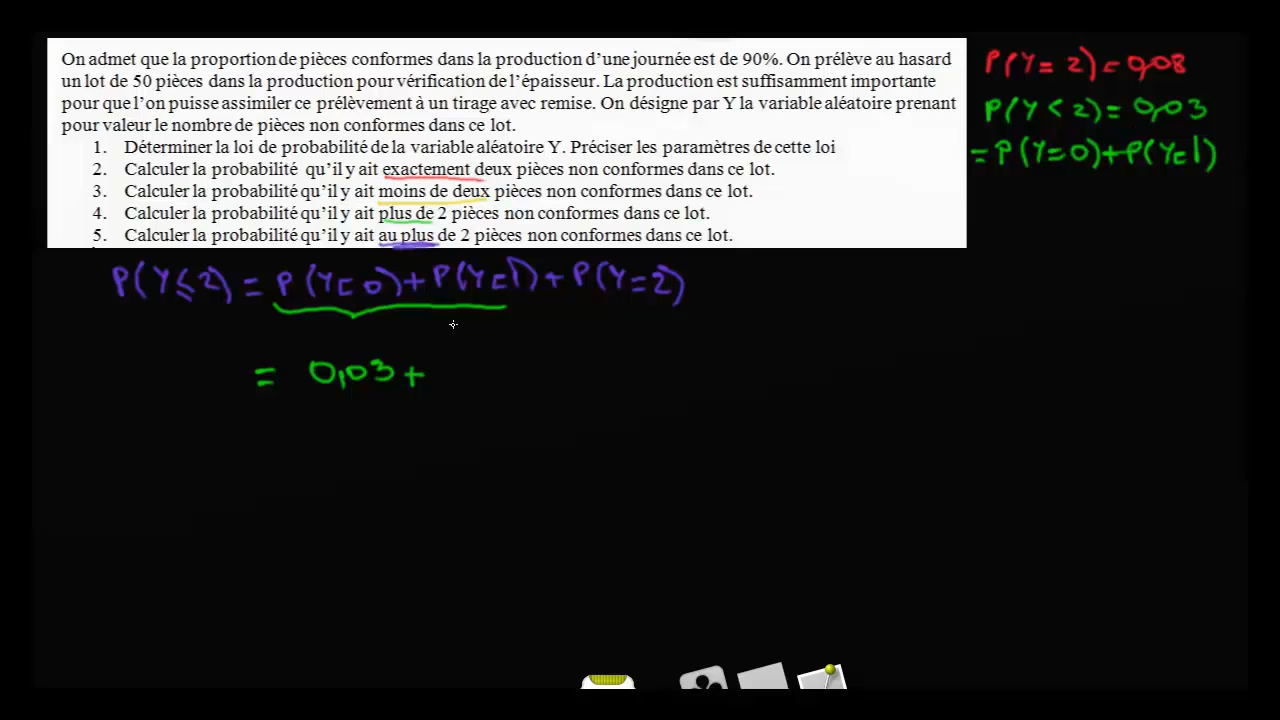 On admet que la proportion de pièces conformes dans la production d'une journée est de 90%. On prélève au hasard
un lot de 50 pièces dans la production pour vérification de l'épaisseur. La production est suffisamment importante
pour que l'on puisse assimiler ce prélèvement à un tirage avec remise. On désigne par Y la variable aléatoire prenant
pour valeur le nombre de pièces non conformes dans ce lot.
1. Déterminer la loi de probabilité de la variable aléatoire Y. Préciser les paramètres de cette loi
2. Calculer la probabilité qu'il y ait exactement deux pièces non conformes dans ce lot.
3. Calculer la probabilité qu'il y ait moins de deux pièces non conformes dans ce lot.
4. Calculer la probabilité qu'il y ait plus de 2 pièces non conformes dans ce lot.
5. Calculer la probabilité qu'il y ait au plus de 2 pièces non conformes dans ce lot.
P(Y = 2) = 0,08
P(Y < 2) = 0,03
= P(Y=0)+P(Y=1)
P(Y ⩽ 2) = P(Y=0)+P(Y=1)+P(Y=2)
= 0,03 +